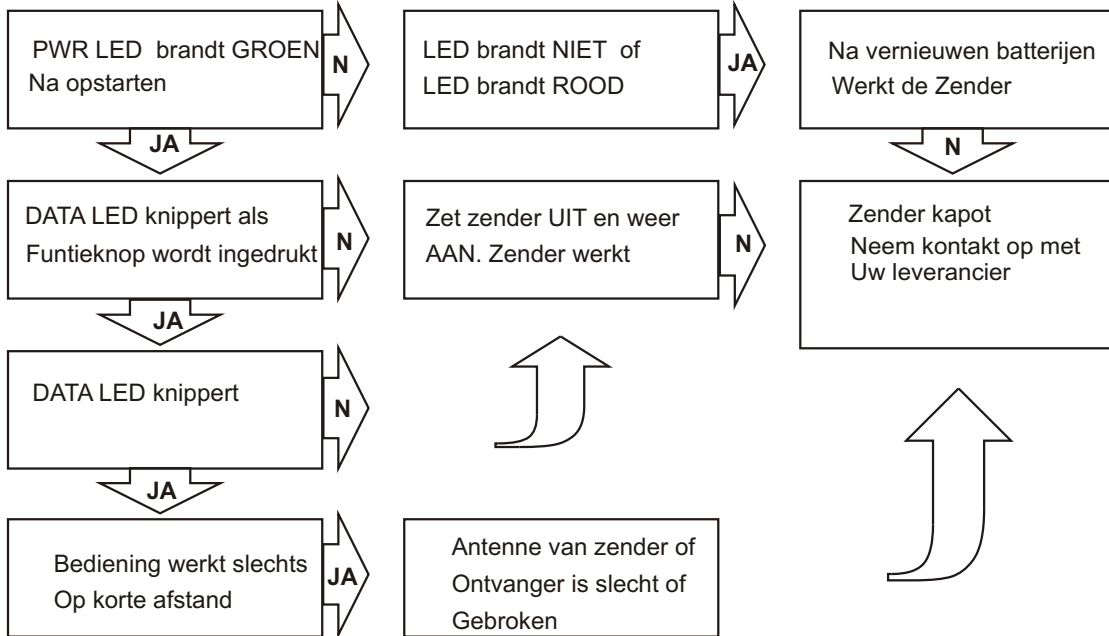 PWR LED brandt GROEN
Na opstarten
N
LED brandt NIET of
LED brandt ROOD
JA
Na vernieuwen batterijen
Werkt de Zender
JA
N
DATA LED knippert als
Funtieknop wordt ingedrukt
N
Zet zender UIT en weer
AAN. Zender werkt
N
Zender kapot
Neem kontakt op met
Uw leverancier
JA
DATA LED knippert
N
JA
Bediening werkt slechts
Op korte afstand
JA
Antenne van zender of
Ontvanger is slecht of
Gebroken